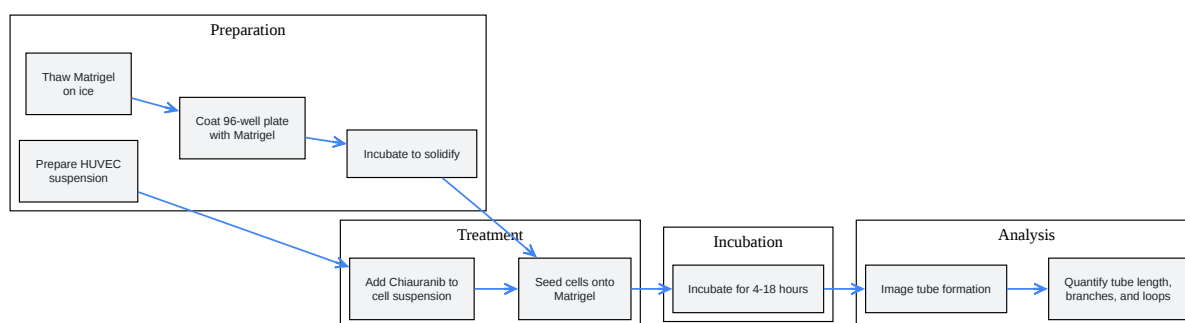 Preparation
Thaw Matrigel
on ice
Coat 96-well plate
with Matrigel
Incubate to solidify
Prepare HUVEC
suspension
Treatment
Add Chiauranib to
cell suspension
Seed cells onto
Matrigel
Incubation
Incubate for 4-18 hours
Analysis
Image tube formation
Quantify tube length,
branches, and loops